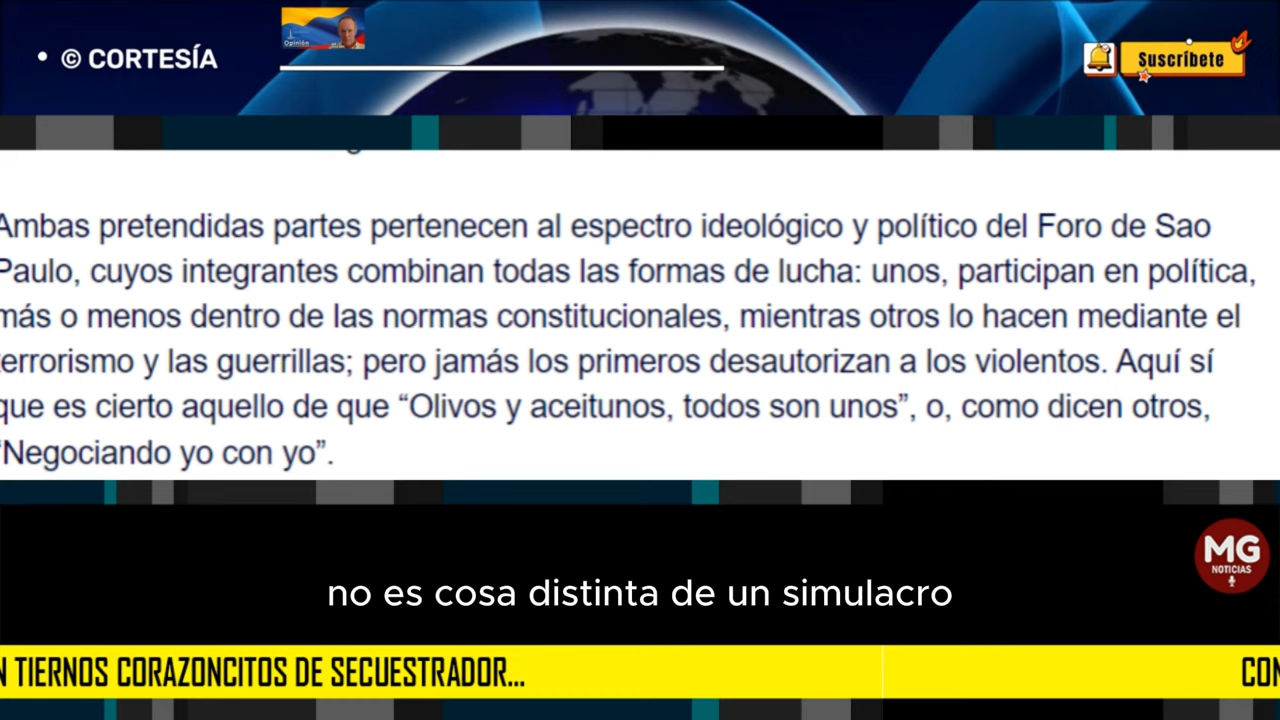 • © CORTESÍA
Opinión
Suscríbete
Ambas pretendidas partes pertenecen al espectro ideológico y político del Foro de Sao
Paulo, cuyos integrantes combinan todas las formas de lucha: unos, participan en política,
más o menos dentro de las normas constitucionales, mientras otros lo hacen mediante el
terrorismo y las guerrillas; pero jamás los primeros desautorizan a los violentos. Aquí sí
que es cierto aquello de que “Olivos y aceitunos, todos son unos”, o, como dicen otros,
“Negociando yo con yo”.
MG
NOTICIAS
no es cosa distinta de un simulacro
N TIERNOS CORAZONCITOS DE SECUESTRADOR... CON